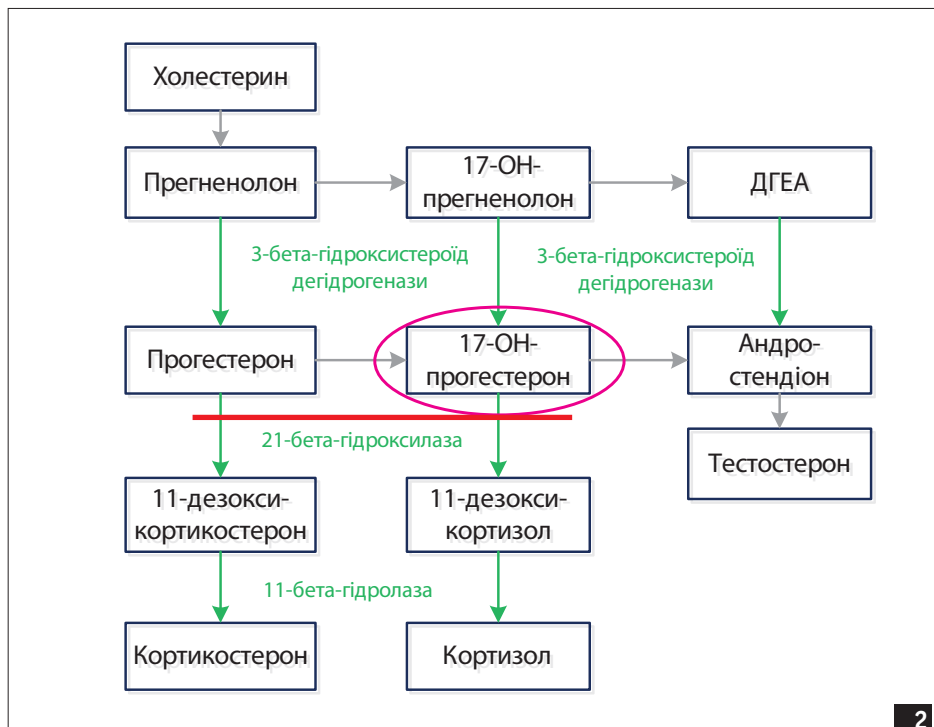 Холестерин
Прегненолон
17-ОН-
прегненолон
ДГЕА
3-бета-гідроксистероїд
дегідрогенази
3-бета-гідроксистероїд
дегідрогенази
Прогестерон
17-ОН-
прогестерон
Андро-
стендіон
21-бета-гідроксилаза
Тестостерон
11-дезокси-
кортикостерон
11-дезокси-
кортизол
11-бета-гідролаза
Кортикостерон
Кортизол
2